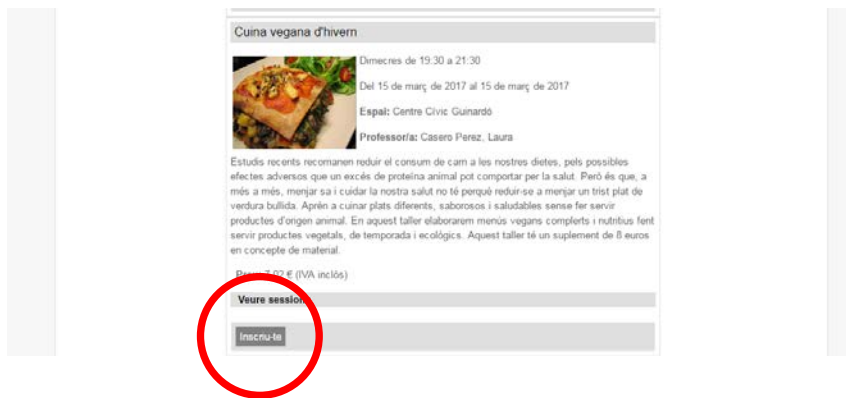 Cuina vegana d'hivern
Dimecres de 19:30 a 21:30
Del 15 de març de 2017 al 15 de març de 2017
Espai: Centre Cívic Guinardó
Professor/a: Casero Perez, Laura
Estudis recents recomanen reduir el consum de carn a les nostres dietes, pels possibles
efectes adversos que un excés de proteïna animal pot comportar per la salut. Però és que, a
més a més, menjar sa i cuidar la nostra salut no té perquè reduir-se a menjar un trist plat de
verdura bullida. Aprèn a cuinar plats diferents, saborosos i saludables sense fer servir
productes d'origen animal. En aquest taller elaborarem menús vegans complerts i nutritius fent
servir productes vegetals, de temporada i ecològics. Aquest taller té un suplement de 8 euros
en concepte de material.
7,02 € (IVA inclòs)
Veure session
Inscriu-te